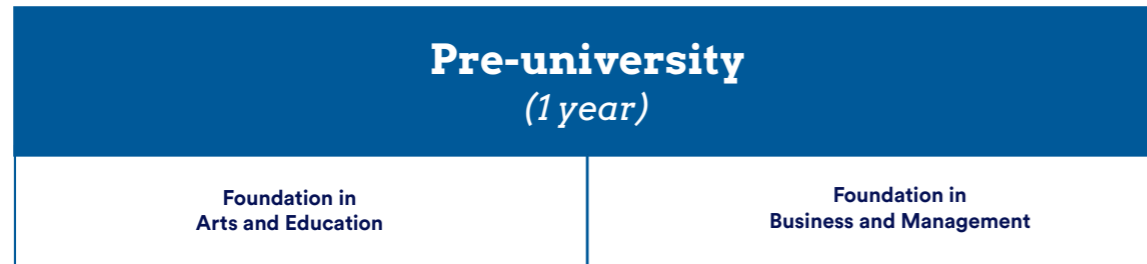 Pre-university
(1 year)
Foundation in
Arts and Education
Foundation in
Business and Management